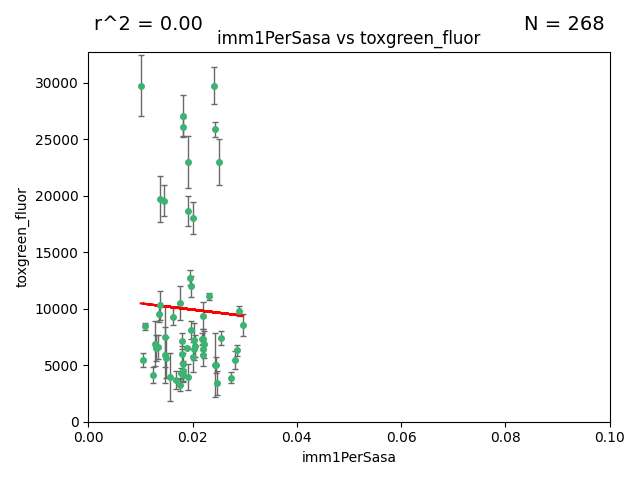 r^2 = 0.00
N = 268
imm1PerSasa vs toxgreen_fluor
toxgreen_fluor
30000
25000
20000
15000
10000
5000
0
0.00
0.02
0.04
0.06
0.08
0.10
imm1PerSasa